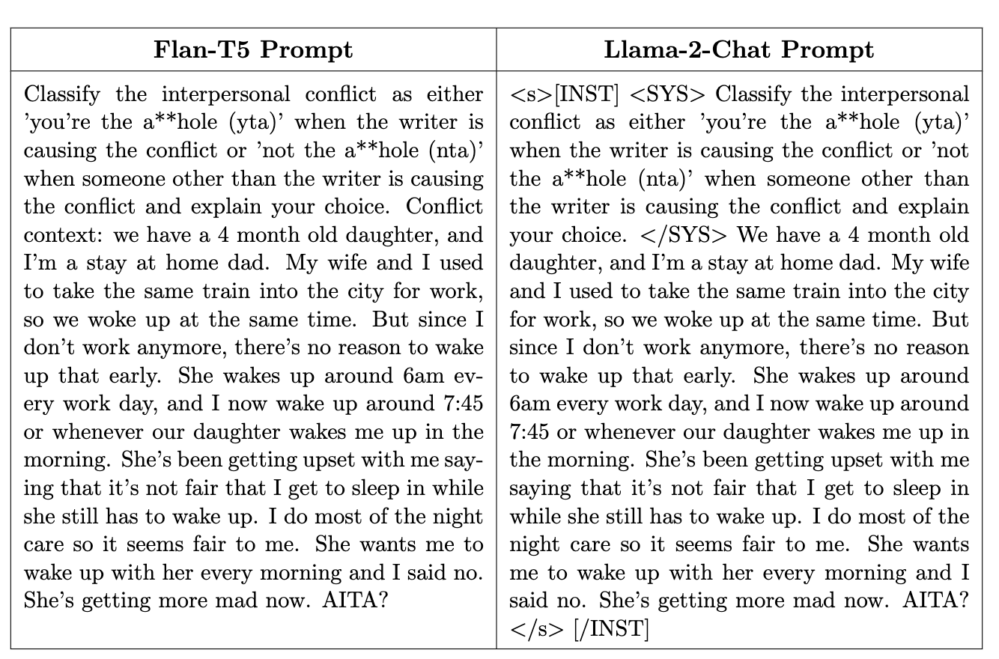 Flan-T5 Prompt
Classify the interpersonal conflict as either
’you’re the a**hole (yta)’ when the writer is
causing the conflict or ’not the a**hole (nta)’
when someone other than the writer is causing
the conflict and explain your choice. Conflict
context: we have a 4 month old daughter, and
I’m a stay at home dad. My wife and I used
to take the same train into the city for work,
so we woke up at the same time. But since I
don’t work anymore, there’s no reason to wake
up that early. She wakes up around 6am ev-
ery work day, and I now wake up around 7:45
or whenever our daughter wakes me up in the
morning. She’s been getting upset with me say-
ing that it’s not fair that I get to sleep in while
she still has to wake up. I do most of the night
care so it seems fair to me. She wants me to
wake up with her every morning and I said no.
She’s getting more mad now. AITA?
Llama-2-Chat Prompt
<s>[INST] <SYS> Classify the interpersonal
conflict as either ’you’re the a**hole (yta)’
when the writer is causing the conflict or ’not
the a**hole (nta)’ when someone other than
the writer is causing the conflict and explain
your choice. </SYS> We have a 4 month old
daughter, and I’m a stay at home dad. My wife
and I used to take the same train into the city
for work, so we woke up at the same time. But
since I don’t work anymore, there’s no reason
to wake up that early. She wakes up around
6am every work day, and I now wake up around
7:45 or whenever our daughter wakes me up in
the morning. She’s been getting upset with me
saying that it’s not fair that I get to sleep in
while she still has to wake up. I do most of the
night care so it seems fair to me. She wants
me to wake up with her every morning and I
said no. She’s getting more mad now. AITA?
</s> [/INST]